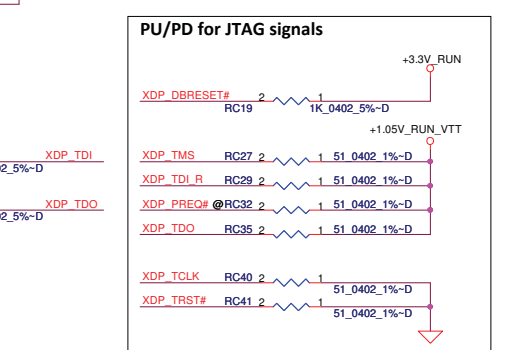 PU/PD for JTAG signals
+3.3V_RUN
XDP_DBRESET# 2 1
RC19 1K_0402_5%~D
+1.05V_RUN_VTT
XDP_TDI XDP_TMS RC27 2 1 51_0402_1%~D
2_5%~D
XDP_TDI_R RC29 2 1 51_0402_1%~D
XDP_TDO XDP_PREQ# @RC32 2 1 51_0402_1%~D
2_5%~D
XDP_TDO RC35 2 1 51_0402_1%~D
XDP_TCLK RC40 2 1
51_0402_1%~D
XDP_TRST# RC41 2 1
51_0402_1%~D